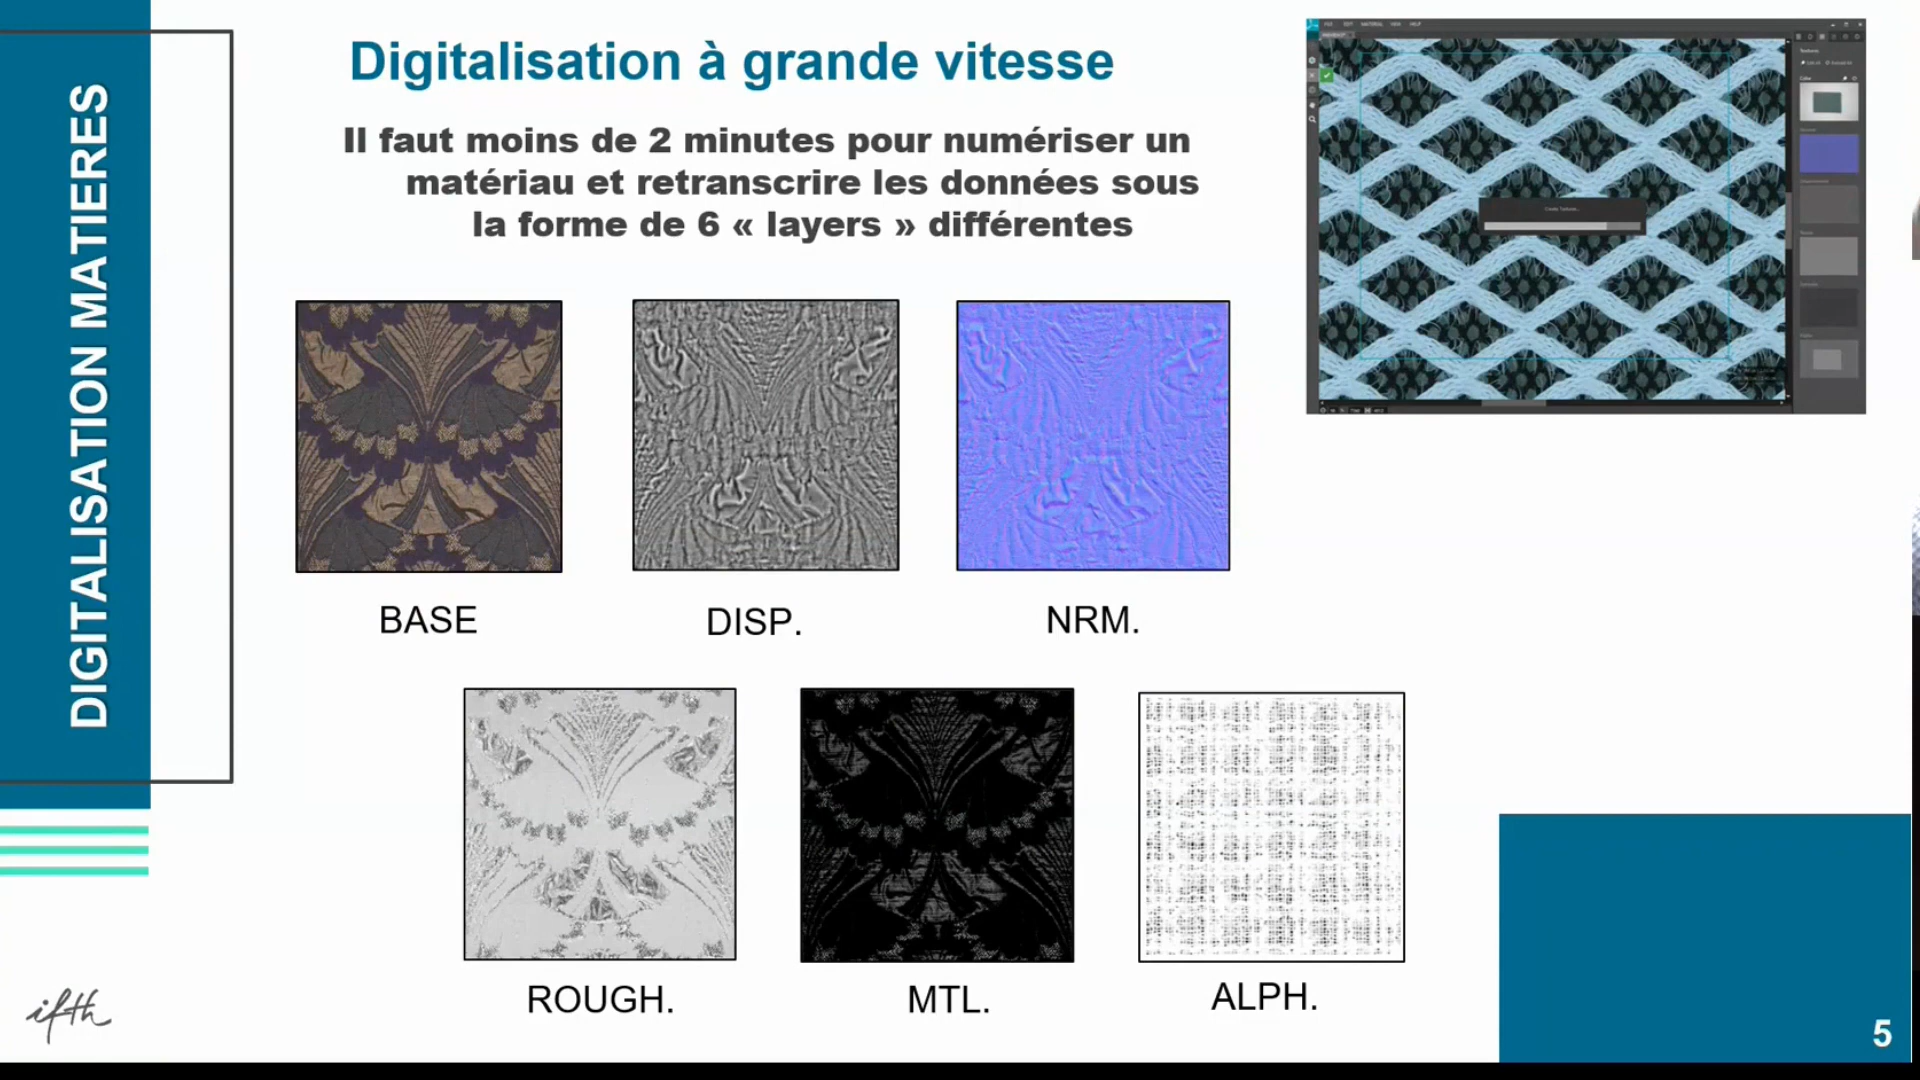 DIGITALISATION MATIERES
Digitalisation à grande vitesse
Il faut moins de 2 minutes pour numériser un
matériau et retranscrire les données sous
la forme de 6 « layers » différentes
BASE
DISP.
NRM.
ROUGH.
MTL.
ALPH.
ifth
5